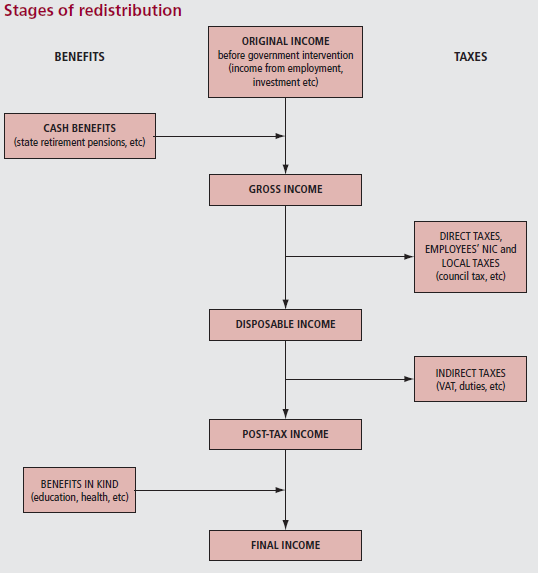 Stages of redistribution
BENEFITS
ORIGINAL INCOME
before government intervention
(income from employment,
investment etc)
TAXES
CASH BENEFITS
(state retirement pensions, etc)
GROSS INCOME
DIRECT TAXES,
EMPLOYEES' NIC and
LOCAL TAXES
(council tax, etc)
DISPOSABLE INCOME
INDIRECT TAXES
(VAT, duties, etc)
POST-TAX INCOME
BENEFITS IN KIND
(education, health, etc)
FINAL INCOME